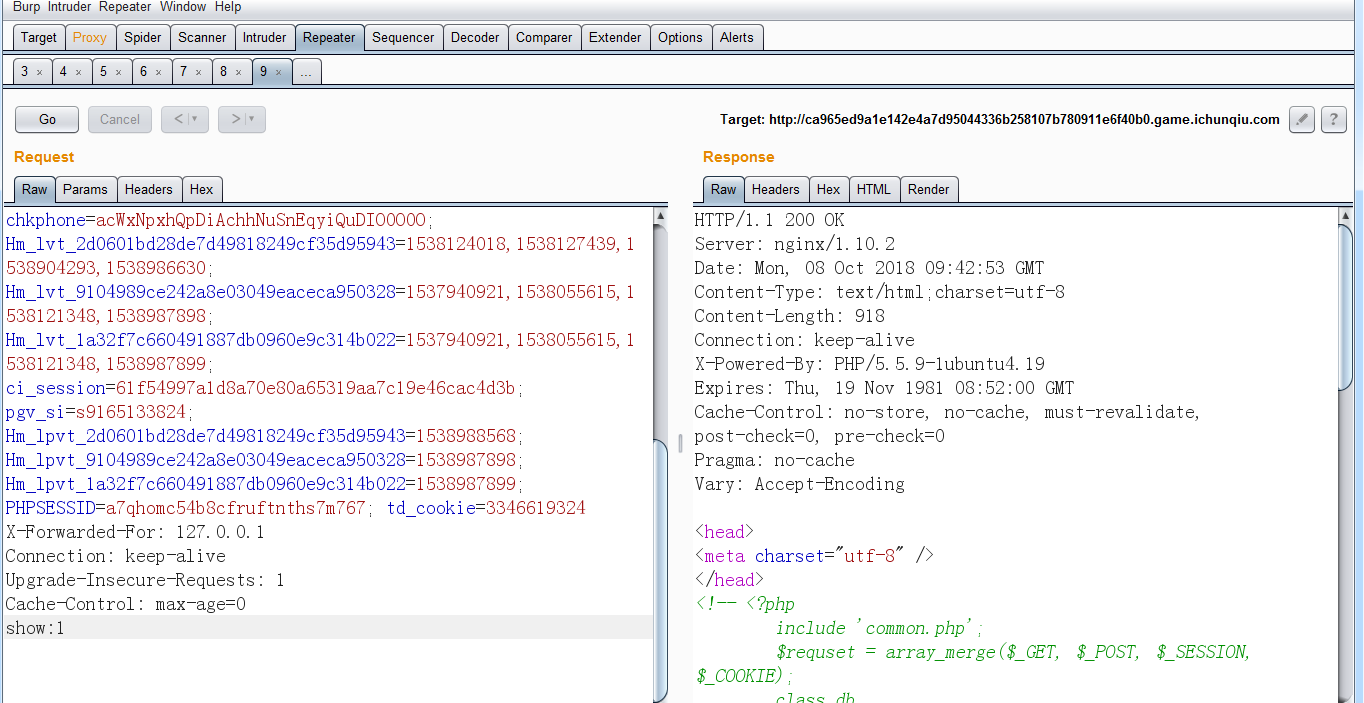 Burp Intruder Repeater Window Help
Target Proxy Spider Scanner Intruder Repeater Sequencer Decoder Comparer Extender Options Alerts
3 × 4 × 5 × 6 × 7 × 8 × 9 × ...
Go Cancel < ▼ > ▼ Target: http://ca965ed9a1e142e4a7d95044336b258107b780911e6f40b0.game.ichunqiu.com ?
Request
Raw Params Headers Hex
chkphone=acWxNpxhQpDiAchhNuSnEqyiQuDIO0O0O;
Hm_lvt_2d0601bd28de7d49818249cf35d95943=1538124018,1538127439,1
538904293,1538986630;
Hm_lvt_9104989ce242a8e03049eaceca950328=1537940921,1538055615,1
538121348,1538987898;
Hm_lvt_1a32f7c660491887db0960e9c314b022=1537940921,1538055615,1
538121348,1538987899;
ci_session=61f54997a1d8a70e80a65319aa7c19e46cac4d3b;
pgv_si=s9165133824;
Hm_lpvt_2d0601bd28de7d49818249cf35d95943=1538988568;
Hm_lpvt_9104989ce242a8e03049eaceca950328=1538987898;
Hm_lpvt_1a32f7c660491887db0960e9c314b022=1538987899;
PHPSESSID=a7qhomc54b8cfruftnths7m767; td_cookie=3346619324
X-Forwarded-For: 127.0.0.1
Connection: keep-alive
Upgrade-Insecure-Requests: 1
Cache-Control: max-age=0
show:1
Response
Raw Headers Hex HTML Render
HTTP/1.1 200 OK
Server: nginx/1.10.2
Date: Mon, 08 Oct 2018 09:42:53 GMT
Content-Type: text/html;charset=utf-8
Content-Length: 918
Connection: keep-alive
X-Powered-By: PHP/5.5.9-1ubuntu4.19
Expires: Thu, 19 Nov 1981 08:52:00 GMT
Cache-Control: no-store, no-cache, must-revalidate,
post-check=0, pre-check=0
Pragma: no-cache
Vary: Accept-Encoding
<head>
<meta charset="utf-8" />
</head>
<!-- <?php
include 'common.php';
$requset = array_merge($_GET, $_POST, $_SESSION,
$_COOKIE);
class db